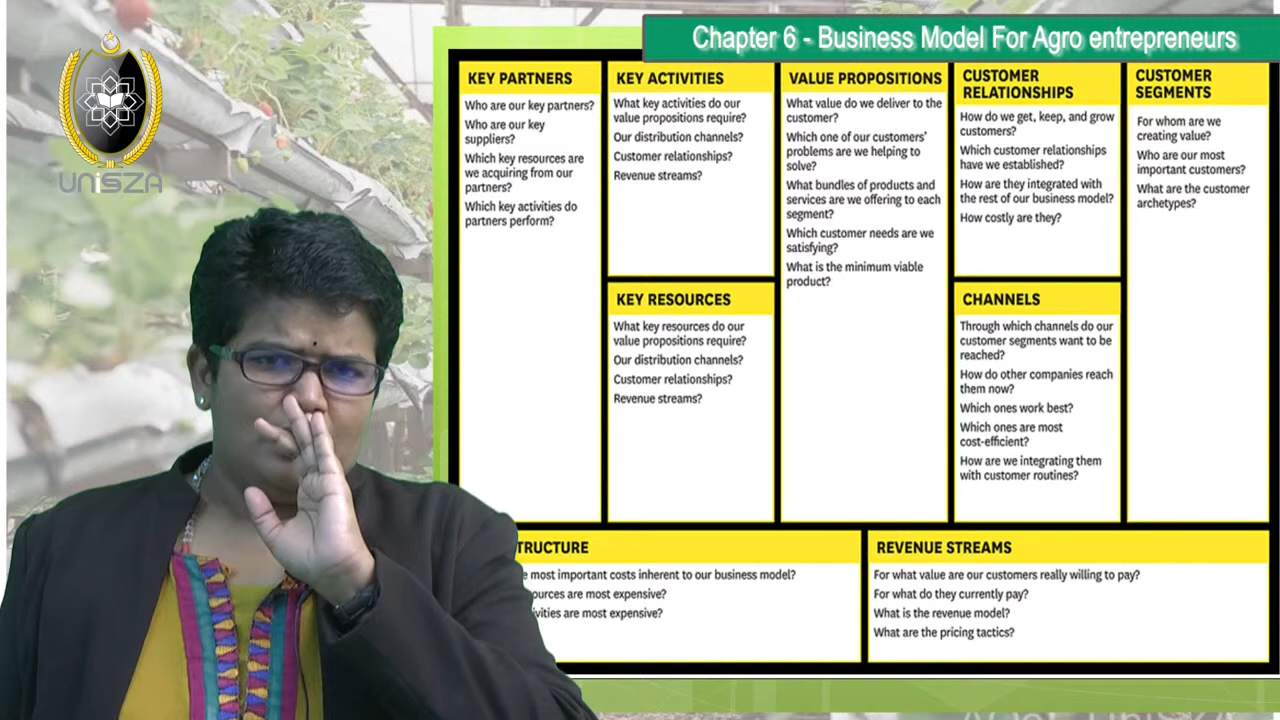 Chapter 6 - Business Model For Agro entrepreneurs
UNiSZA
KEY PARTNERS
Who are our key partners?
Who are our key
suppliers?
Which key resources are
we acquiring from our
partners?
Which key activities do
partners perform?
KEY ACTIVITIES
What key activities do our
value propositions require?
Our distribution channels?
Customer relationships?
Revenue streams?
KEY RESOURCES
What key resources do our
value propositions require?
Our distribution channels?
Customer relationships?
Revenue streams?
VALUE PROPOSITIONS
What value do we deliver to the
customer?
Which one of our customers'
problems are we helping to
solve?
What bundles of products and
services are we offering to each
segment?
Which customer needs are we
satisfying?
What is the minimum viable
product?
CUSTOMER
RELATIONSHIPS
How do we get, keep, and grow
customers?
Which customer relationships
have we established?
How are they integrated with
the rest of our business model?
How costly are they?
CHANNELS
Through which channels do our
customer segments want to be
reached?
How do other companies reach
them now?
Which ones work best?
Which ones are most
cost-efficient?
How are we integrating them
with customer routines?
CUSTOMER
SEGMENTS
For whom are we
creating value?
Who are our most
important customers?
What are the customer
archetypes?
TRUCTURE
most important costs inherent to our business model?
ources are most expensive?
ivities are most expensive?
REVENUE STREAMS
For what value are our customers really willing to pay?
For what do they currently pay?
What is the revenue model?
What are the pricing tactics?